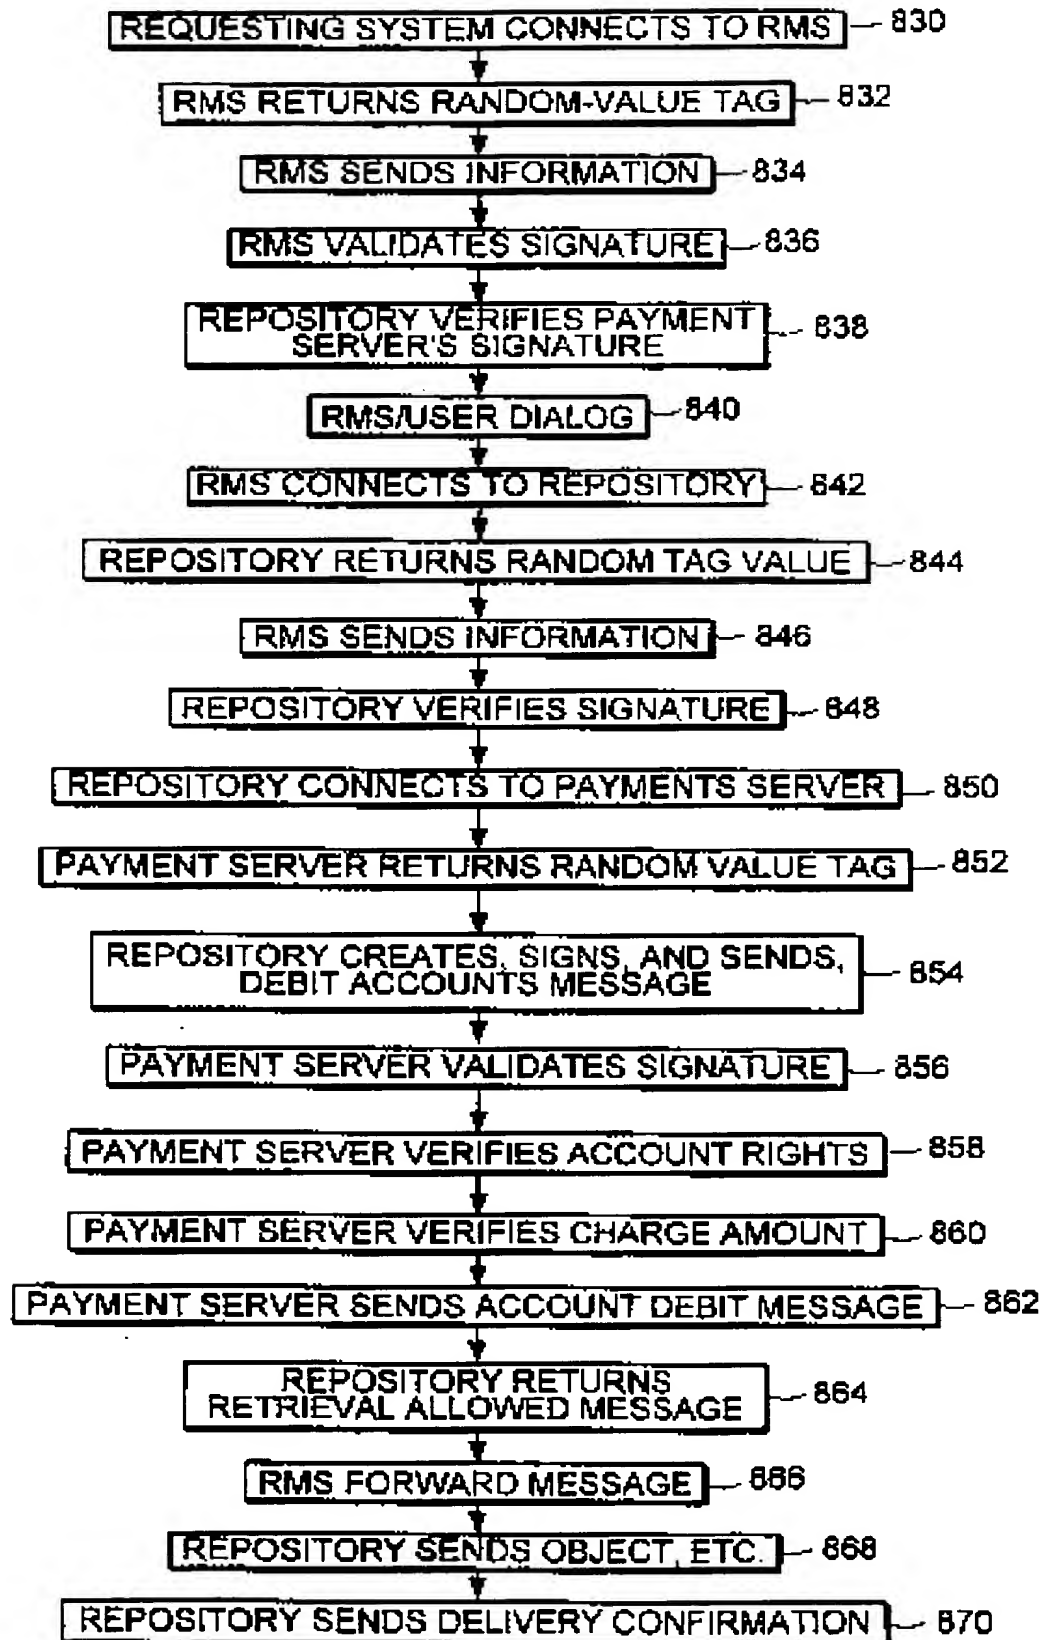 REQUESTING SYSTEM CONNECTS TO RMS 830
RMS RETURNS RANDOM-VALUE TAG 832
RMS SENDS INFORMATION 834
RMS VALIDATES SIGNATURE 836
REPOSITORY VERIFIES PAYMENT
SERVER'S SIGNATURE 838
RMS/USER DIALOG 840
RMS CONNECTS TO REPOSITORY 842
REPOSITORY RETURNS RANDOM TAG VALUE 844
RMS SENDS INFORMATION 846
REPOSITORY VERIFIES SIGNATURE 848
REPOSITORY CONNECTS TO PAYMENTS SERVER 850
PAYMENT SERVER RETURNS RANDOM VALUE TAG 852
REPOSITORY CREATES, SIGNS, AND SENDS,
DEBIT ACCOUNTS MESSAGE 854
PAYMENT SERVER VALIDATES SIGNATURE 856
PAYMENT SERVER VERIFIES ACCOUNT RIGHTS 858
PAYMENT SERVER VERIFIES CHARGE AMOUNT 860
PAYMENT SERVER SENDS ACCOUNT DEBIT MESSAGE 862
REPOSITORY RETURNS
RETRIEVAL ALLOWED MESSAGE 864
RMS FORWARD MESSAGE 866
REPOSITORY SENDS OBJECT, ETC. 868
REPOSITORY SENDS DELIVERY CONFIRMATION 870